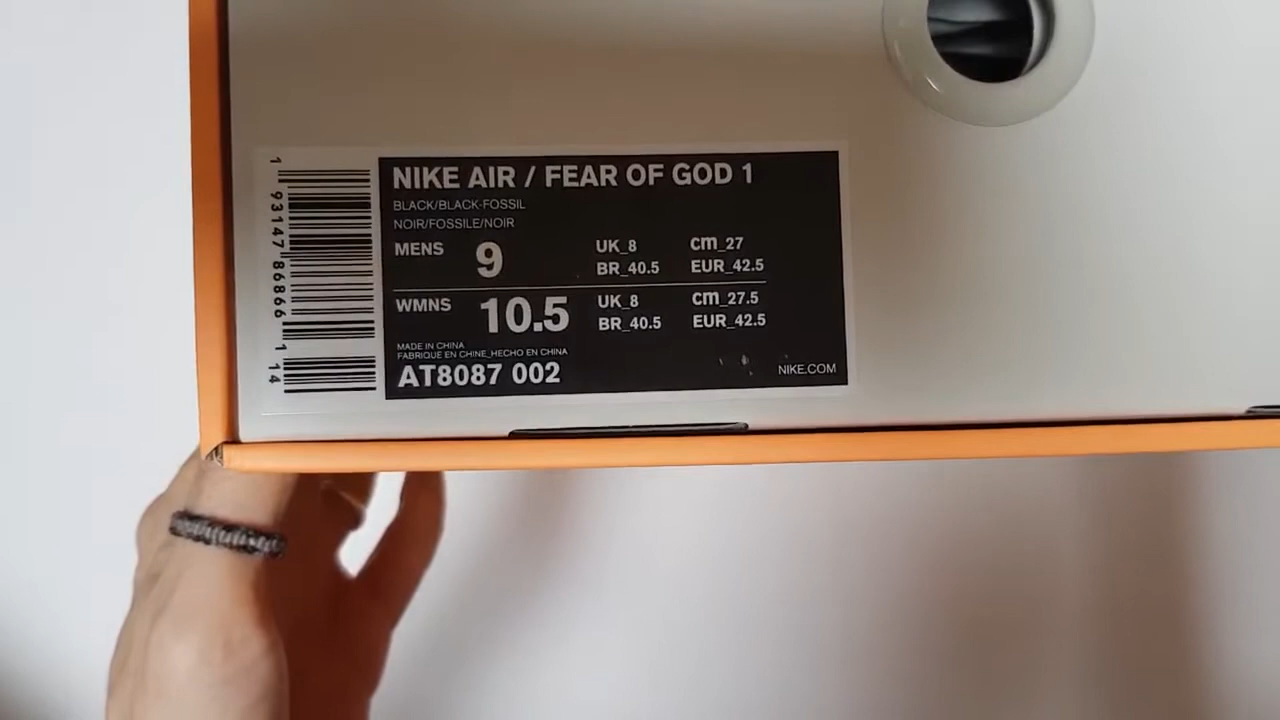 1 93147 86866 1 14
NIKE AIR / FEAR OF GOD 1
BLACK/BLACK-FOSSIL
NOIR/FOSSILE/NOIR
MENS 9 UK_8 cm_27
BR_40.5 EUR_42.5
WMNS 10.5 UK_8 cm_27.5
BR_40.5 EUR_42.5
MADE IN CHINA
FABRIQUE EN CHINE_HECHO EN CHINA
AT8087 002
NIKE.COM